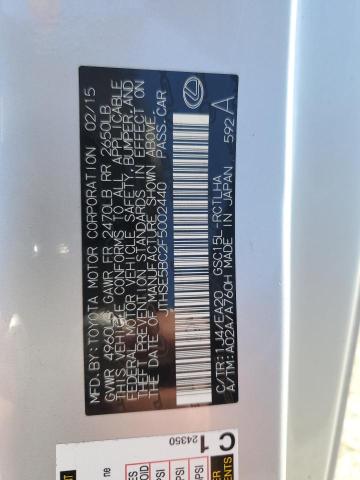 MFD. BY: TOYOTA MOTOR CORPORATION 02/15
GVWR 4960LB GAWR FR 2470LB RR 2650LB
THIS VEHICLE CONFORMS TO ALL APPLICABLE
FEDERAL MOTOR VEHICLE SAFETY, BUMPER, AND
THEFT PREVENTION STANDARDS IN EFFECT ON
THE DATE OF MANUFACTURE SHOWN ABOVE.
JTHSE5BC2F5002440 PASS. CAR
C/TR: 1J4/EA20 GSC15L-RCTLHA
A/TM: A02A/A760H MADE IN JAPAN 592 A
C 1
24350